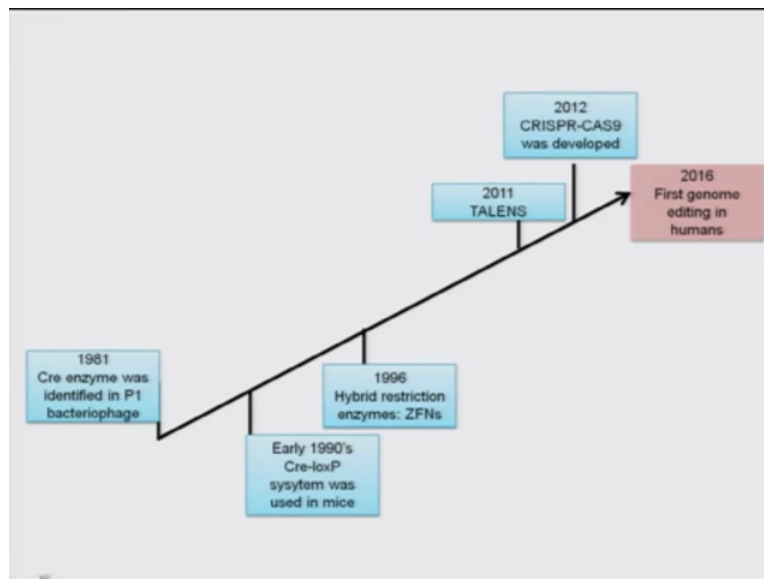 1981
Cre enzyme was
identified in P1
bacteriophage
Early 1990's
Cre-loxP
sysytem was
used in mice
1996
Hybrid restriction
enzymes: ZFNs
2011
TALENS
2012
CRISPR-CAS9
was developed
2016
First genome
editing in
humans